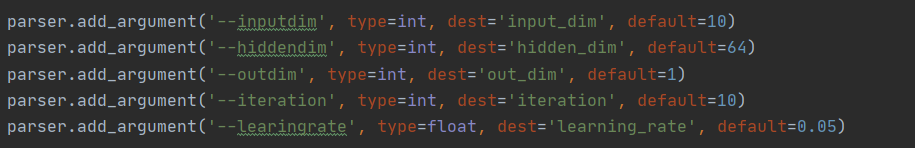 parser.add_argument('--inputdim', type=int, dest='input_dim', default=10)
parser.add_argument('--hiddendim', type=int, dest='hidden_dim', default=64)
parser.add_argument('--outdim', type=int, dest='out_dim', default=1)
parser.add_argument('--iteration', type=int, dest='iteration', default=10)
parser.add_argument('--learingrate', type=float, dest='learning_rate', default=0.05)